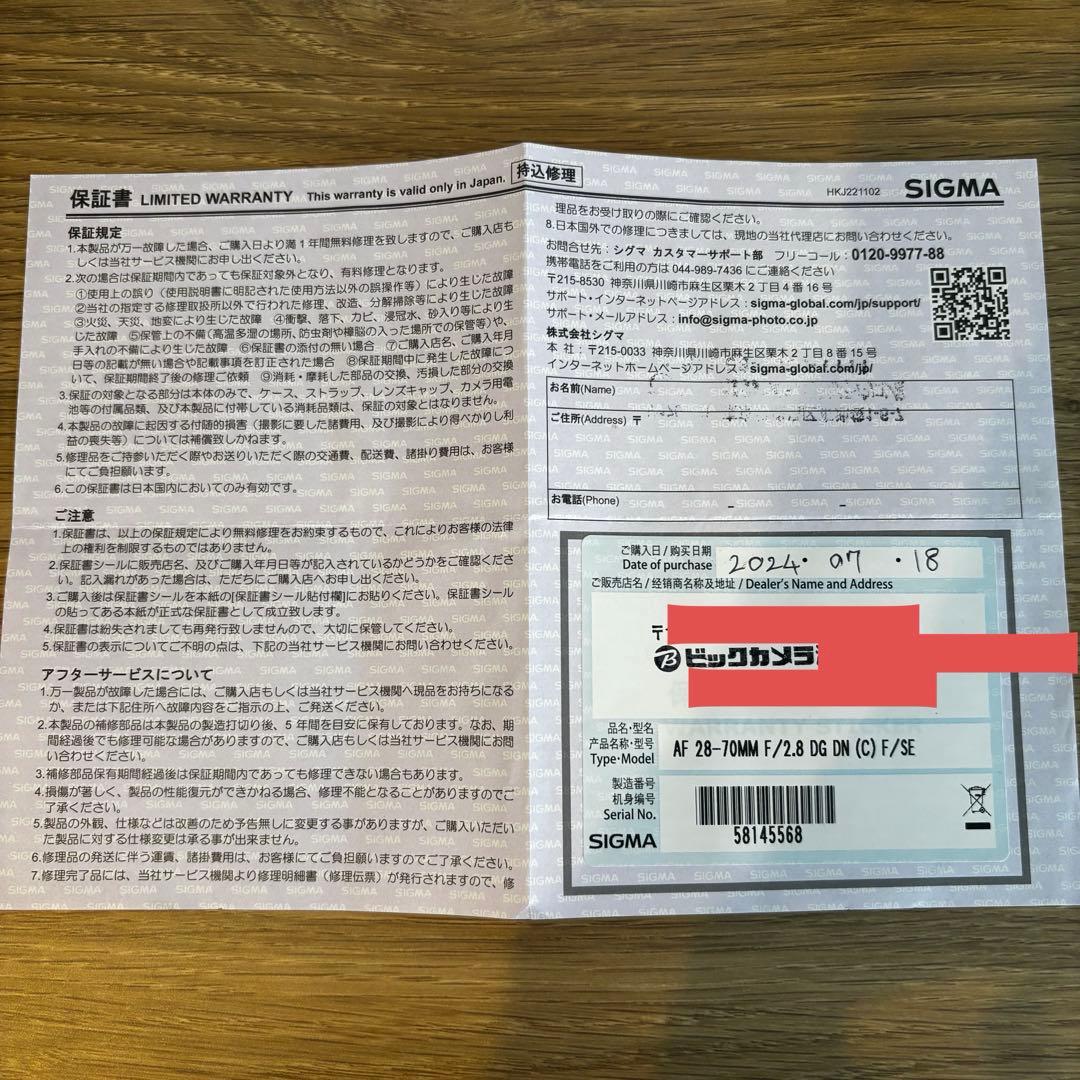 保証書 LIMITED WARRANTY This warranty is valid only in Japan. 持込修理
保証規定
1.本製品が万一故障した場合、ご購入日より満1年間無料修理を致しますので、ご購入店も
しくは当社サービス機関にお申し出ください。
2.次の場合は保証期間内であっても保証対象外となり、有料修理となります。
①使用上の誤り(使用説明書に明記された使用方法以外の誤操作等)により生じた故障
②当社の指定する修理取扱所以外で行われた修理、改造、分解掃除等により生じた故障
③火災、天災、地変により生じた故障 ④衝撃、落下、カビ、浸冠水、砂入り等により生
じた故障 ⑤保管上の不備(高温多湿の場所、防虫剤や樟脳の入った場所での保管等)や、
手入れの不備により生じた故障 ⑥保証書の添付の無い場合 ⑦ご購入店名、ご購入年月
日等の記載が無い場合や記載事項を訂正された場合 ⑧保証期間中に発生した故障につ
いて、保証期間終了後の修理ご依頼 ⑨消耗・摩耗した部品の交換、汚損した部分の交換
3.保証の対象となる部分は本体のみで、ケース、ストラップ、レンズキャップ、カメラ用電
池等の付属品類、及び本製品に付帯している消耗品類は、保証の対象とはなりません。
4.本製品の故障に起因する付随的損害(撮影に要した諸費用、及び撮影により得べかりし利
益の喪失等)については補償致しかねます。
5.修理品をご持参いただく際やお送りいただく際の交通費、配送費、諸掛り費用は、お客様
にてご負担願います。
6.この保証書は日本国内においてのみ有効です。
ご注意
1.保証書は、以上の保証規定により無料修理をお約束するもので、これによりお客様の法律
上の権利を制限するものではありません。
2.保証書シールに販売店名、及びご購入年月日等が記入されているかどうかをご確認くださ
い。記入漏れがあった場合は、ただちにご購入店へお申し出ください。
3.ご購入後は保証書シールを本紙の[保証書シール貼付欄]にお貼りください。保証書シール
の貼ってある本紙が正式な保証書として成立致します。
4.保証書は紛失されましても再発行致しませんので、大切に保管してください。
5.保証書の表示についてご不明の点は、下記の当社サービス機関にお問い合わせください。
アフターサービスについて
1.万一製品が故障した場合には、ご購入店もしくは当社サービス機関へ現品をお持ちになる
か、または下記住所へ故障内容をご指示の上、ご発送ください。
2.本製品の補修部品は本製品の製造打切り後、5年間を目安に保有しております。なお、期
間経過後でも修理可能な場合がありますので、ご購入店もしくは当社サービス機関にお問
い合わせください。
3.補修部品保有期間経過後は保証期間内であっても修理できない場合もあります。
4.損傷が著しく、製品の性能復元ができかねる場合、修理不能となることがありますのでご
了承ください。
5.製品の外観、仕様などは改善のため予告無しに変更する事がありますが、ご購入いただい
た製品に対する仕様変更は承る事が出来ません。
6.修理品の発送に伴う運賃、諸掛費用は、お客様にてご負担願いますのでご了承ください。
7.修理完了品には、当社サービス機関より修理明細書(修理伝票)が発行されますので、修
HKJ221102 SIGMA
理品をお受け取りの際にご確認ください。
8.日本国外での修理につきましては、現地の当社代理店にお問い合わせください。
お問合せ先：シグマ カスタマーサポート部 フリーコール：0120-9977-88
携帯電話をご利用の方は 044-989-7436 にご連絡ください
〒215-8530 神奈川県川崎市麻生区栗木2丁目4番16号
サポート・インターネットページアドレス：sigma-global.com/jp/support/
サポート・メールアドレス：info@sigma-photo.co.jp
株式会社シグマ
本 社：〒215-0033 神奈川県川崎市麻生区栗木2丁目8番15号
インターネットホームページアドレス：sigma-global.com/jp/
お名前(Name)
ご住所(Address) 〒
お電話(Phone) － －
ご購入日 / 购买日期
Date of purchase 2024・07・18
ご販売店名 / 经销商名称及地址 / Dealer's Name and Address
〒
ビックカメラ
品名・型名
产品名称・型号
Type・Model AF 28-70MM F/2.8 DG DN (C) F/SE
製造番号
机身编号
Serial No.
58145568
SIGMA